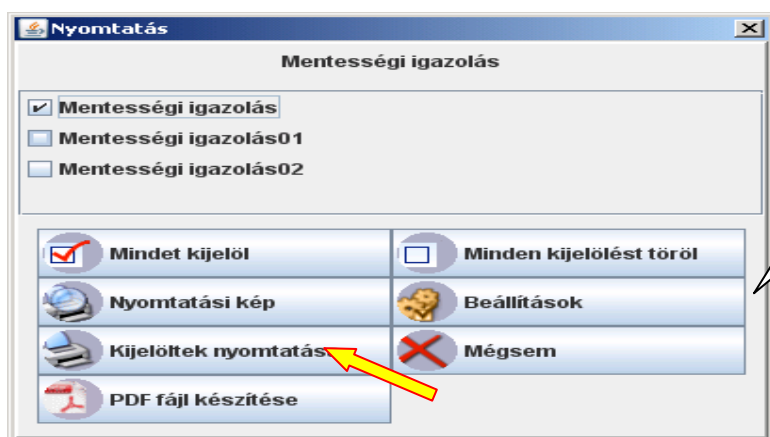 Nyomtatás
Mentességi igazolás
Mentességi igazolás
Mentességi igazolás01
Mentességi igazolás02
Mindet kijelöl
Minden kijelölést töröl
Nyomtatási kép
Beállítások
Kijelöltek nyomtatás
Mégsem
PDF fájl készítése